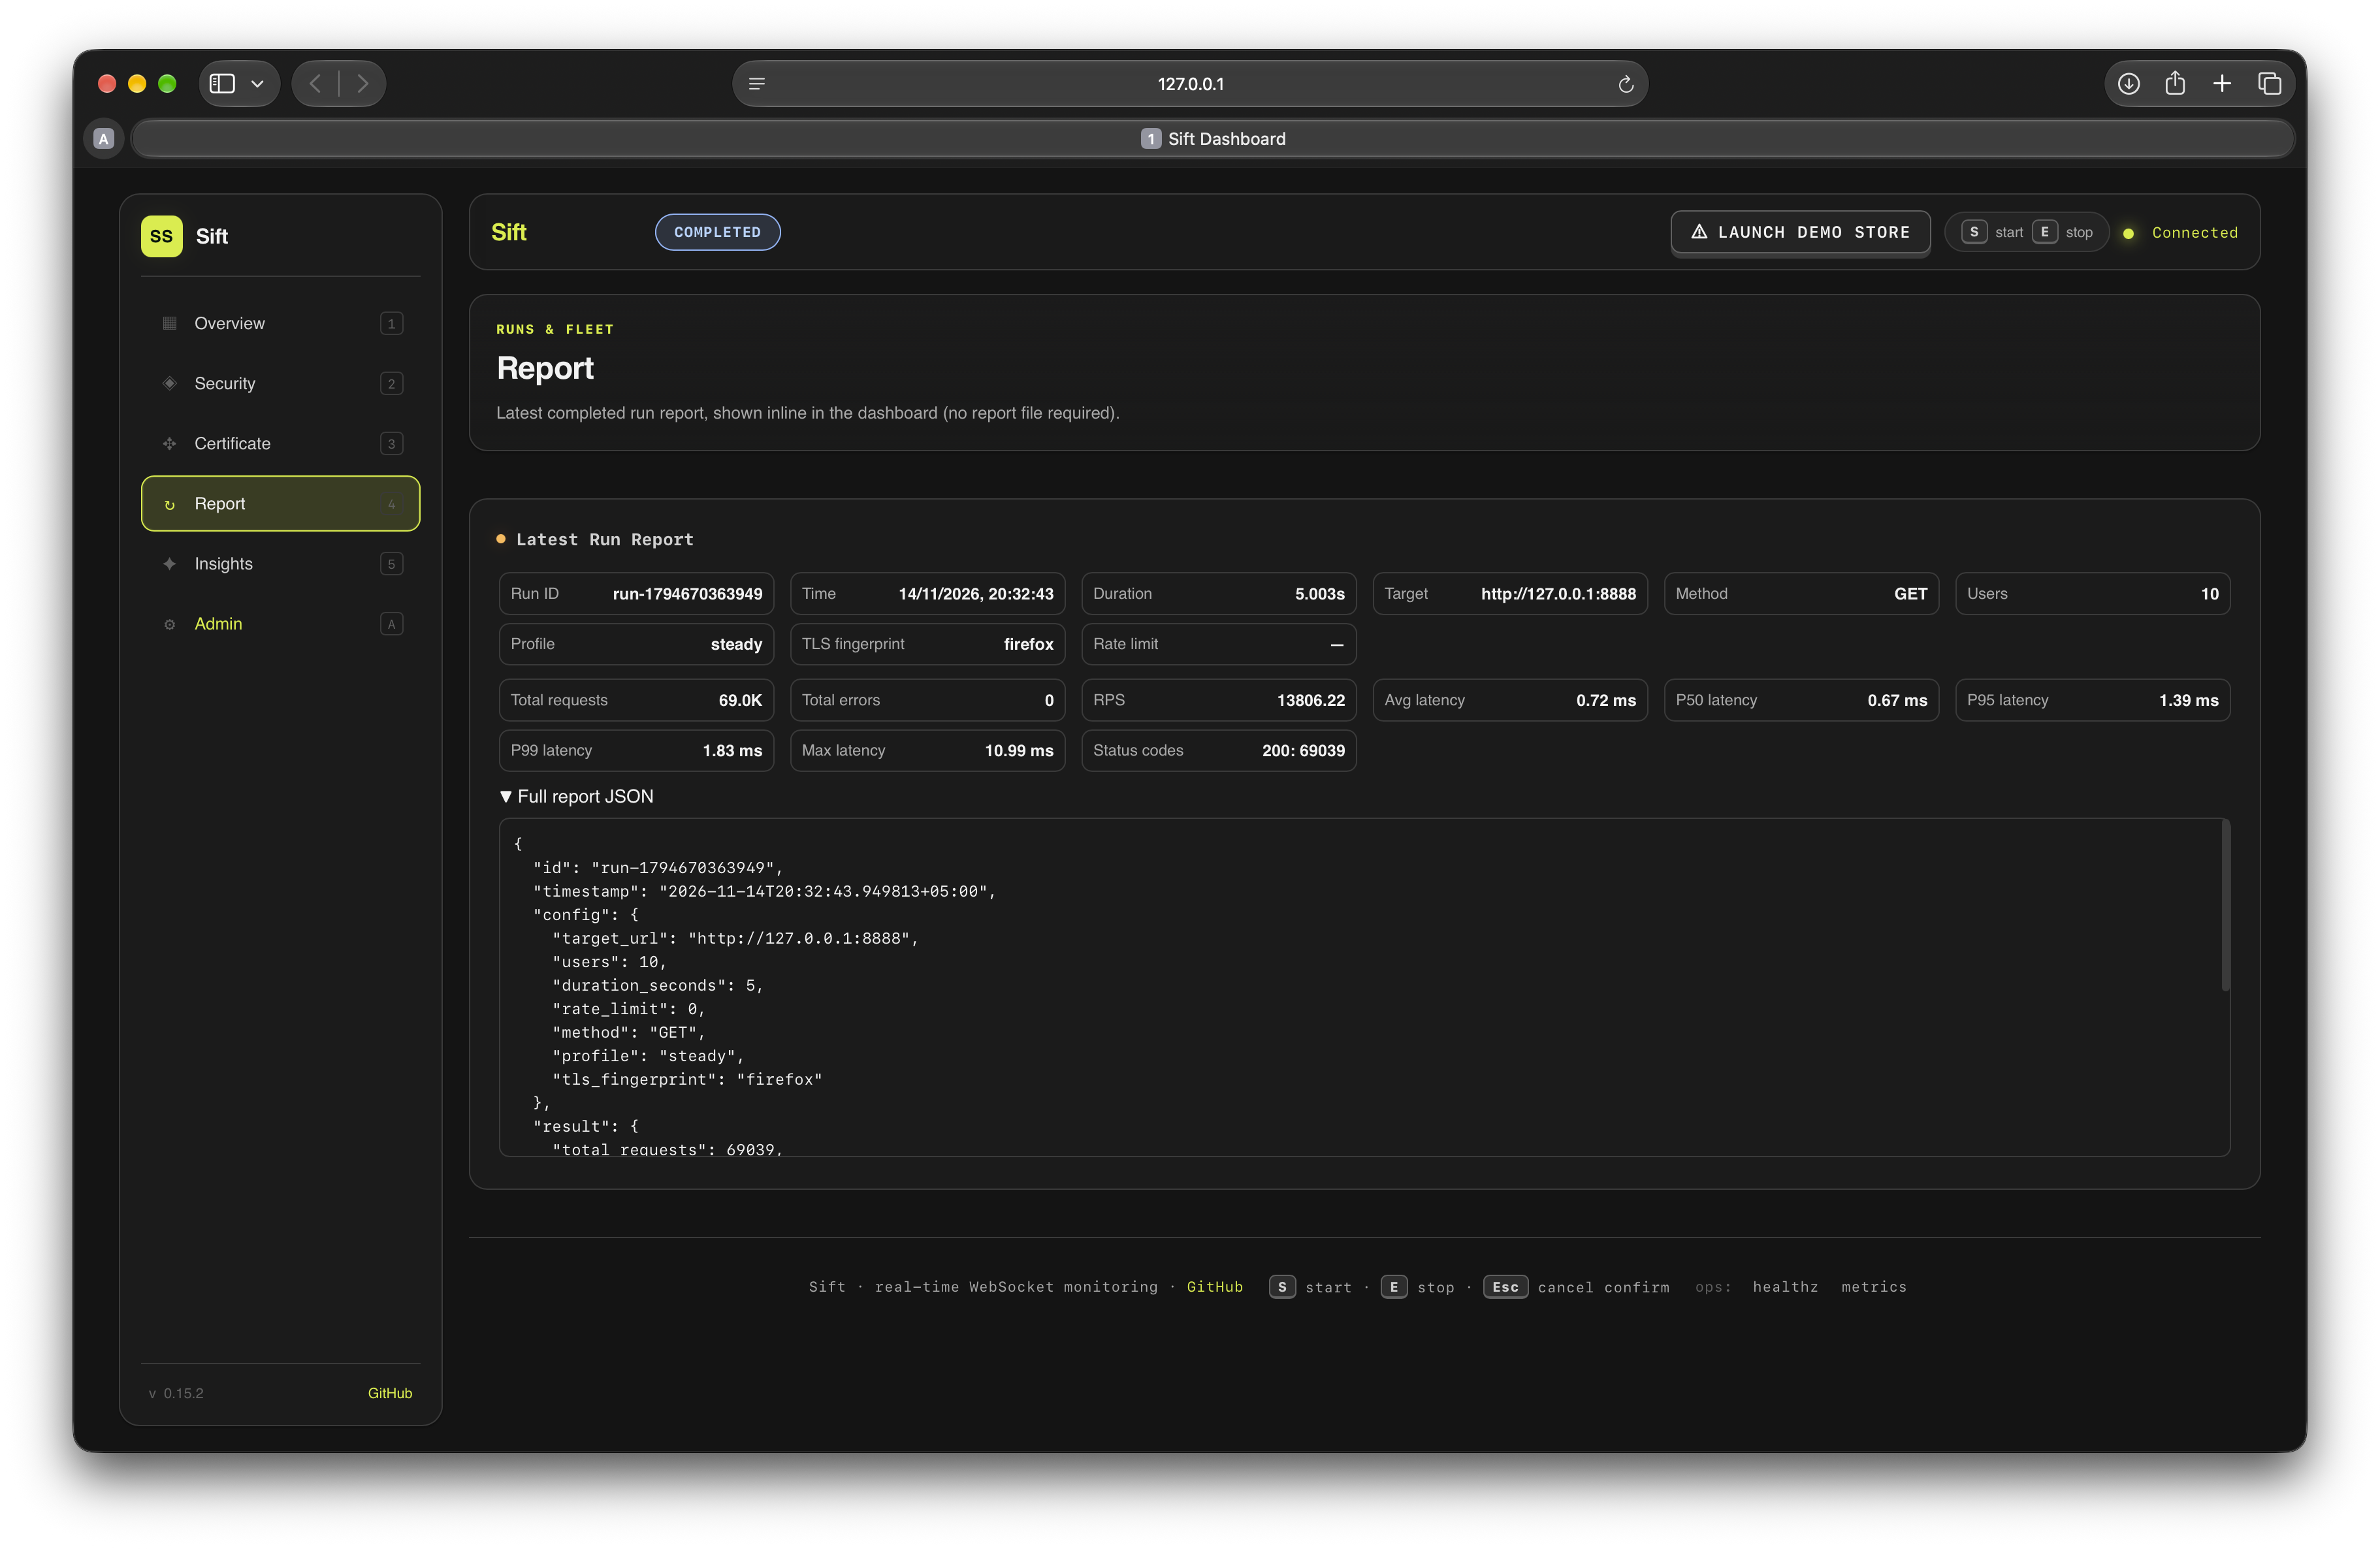 127.0.0.1
A
1 Sift Dashboard
SS Sift
Overview 1
Security 2
Certificate 3
Report 4
Insights 5
Admin A
v 0.15.2 GitHub
Sift COMPLETED LAUNCH DEMO STORE S start E stop Connected
RUNS & FLEET
Report
Latest completed run report, shown inline in the dashboard (no report file required).
Latest Run Report
Run ID run-1794670363949 Time 14/11/2026, 20:32:43 Duration 5.003s Target http://127.0.0.1:8888 Method GET Users 10
Profile steady TLS fingerprint firefox Rate limit —
Total requests 69.0K Total errors 0 RPS 13806.22 Avg latency 0.72 ms P50 latency 0.67 ms P95 latency 1.39 ms
P99 latency 1.83 ms Max latency 10.99 ms Status codes 200: 69039
▼ Full report JSON
{
"id": "run-1794670363949",
"timestamp": "2026-11-14T20:32:43.949813+05:00",
"config": {
"target_url": "http://127.0.0.1:8888",
"users": 10,
"duration_seconds": 5,
"rate_limit": 0,
"method": "GET",
"profile": "steady",
"tls_fingerprint": "firefox"
},
"result": {
"total_requests": 69039,
Sift · real-time WebSocket monitoring · GitHub S start · E stop · Esc cancel confirm ops: healthz metrics